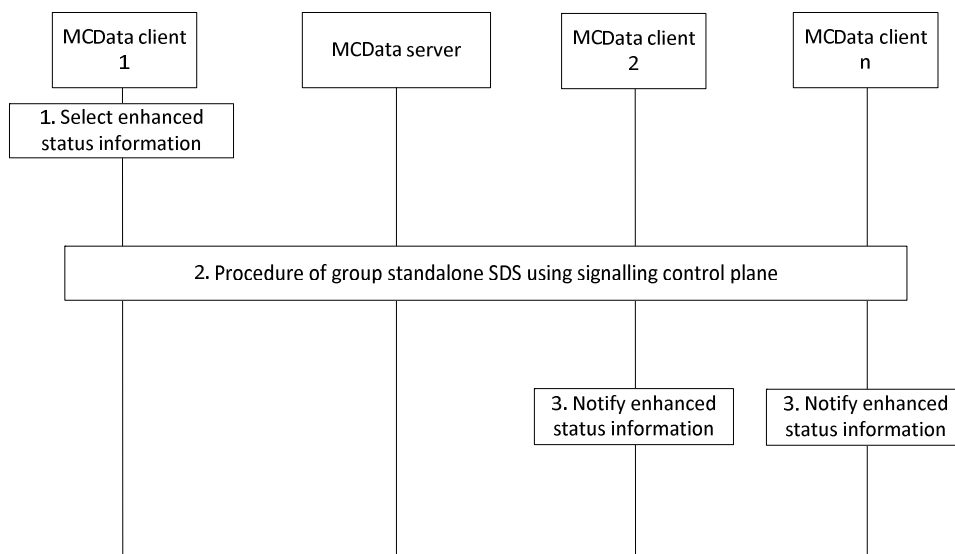 MCData client
1
MCData server
MCData client
2
MCData client
n
1. Select enhanced
status information
2. Procedure of group standalone SDS using signalling control plane
3. Notify enhanced
status information
3. Notify enhanced
status information